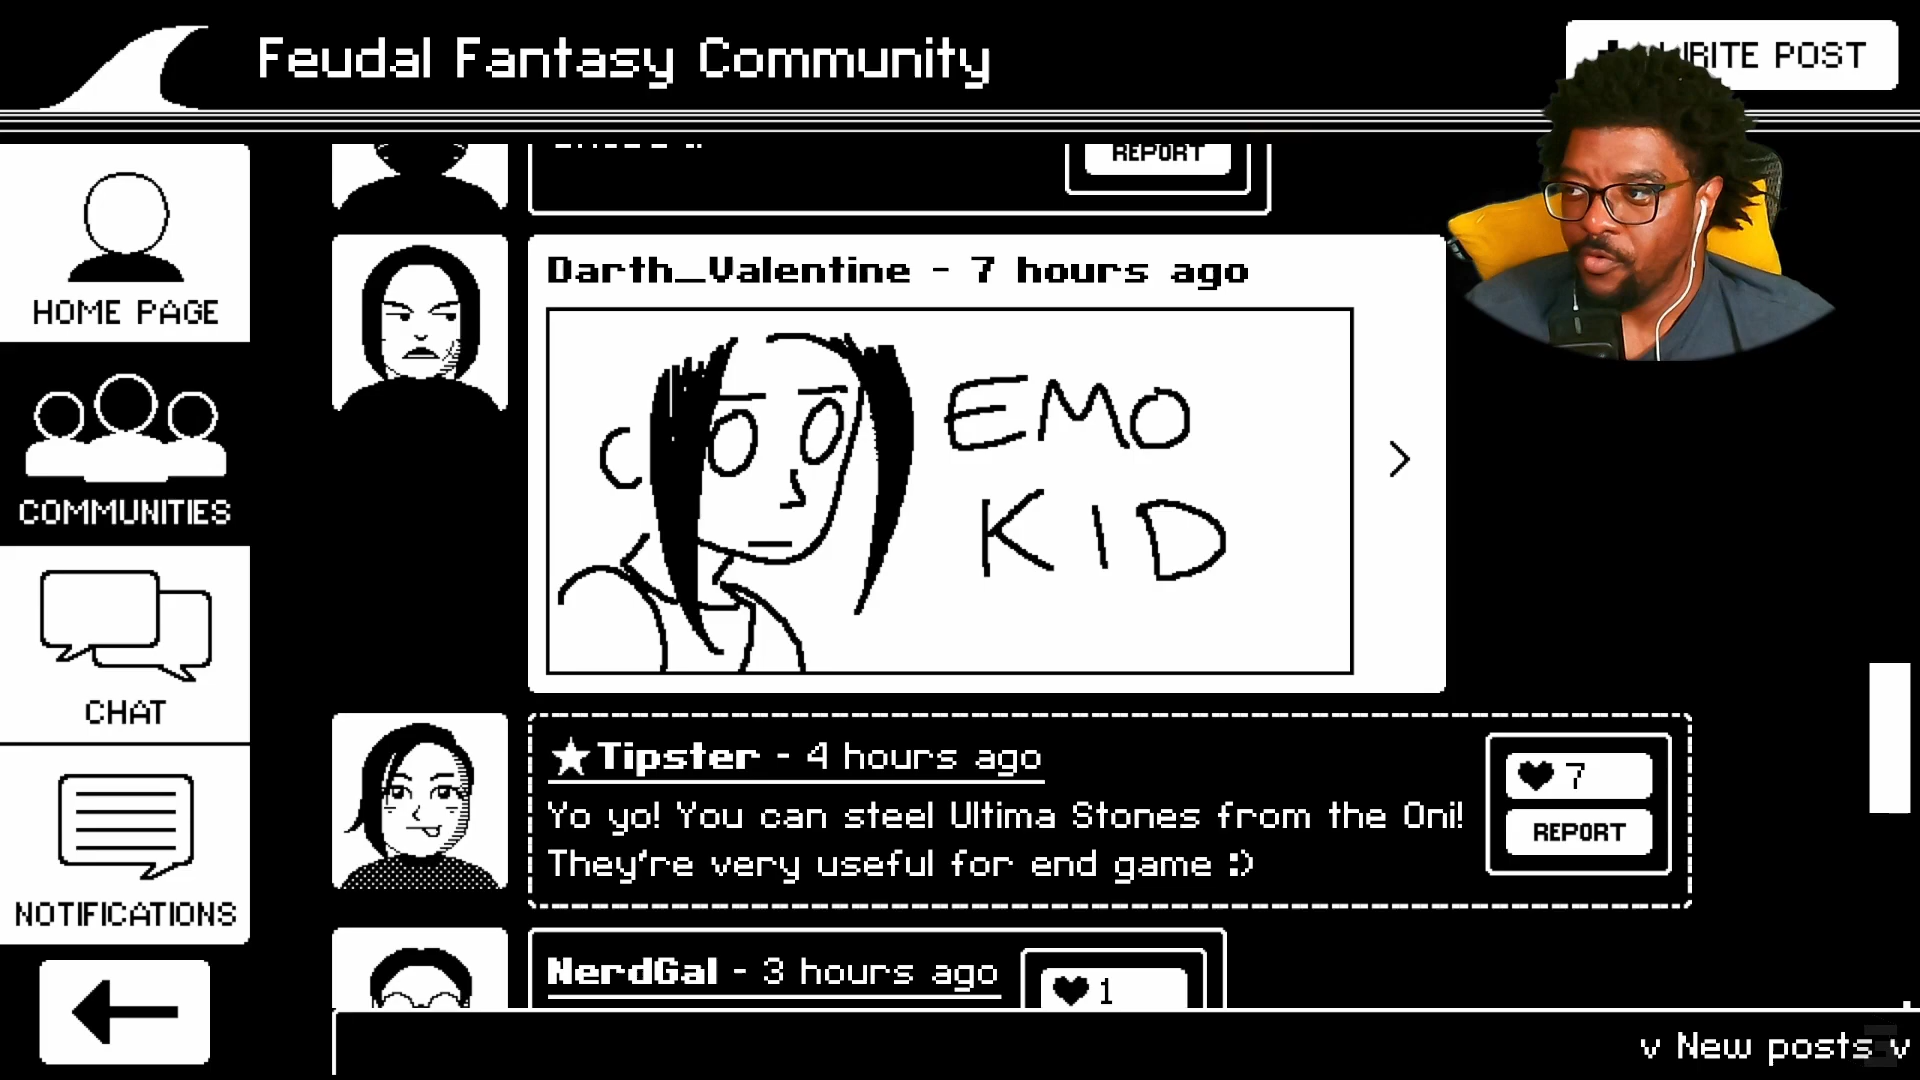 Feudal Fantasy Community
WRITE POST
REPORT
HOME PAGE
Darth_Valentine - 7 hours ago
EMO
KID
COMMUNITIES
CHAT
★Tipster - 4 hours ago
Yo yo! You can steel Ultima Stones from the Oni!
They're very useful for end game :)
7
REPORT
NOTIFICATIONS
NerdGal - 3 hours ago
1
v New posts v